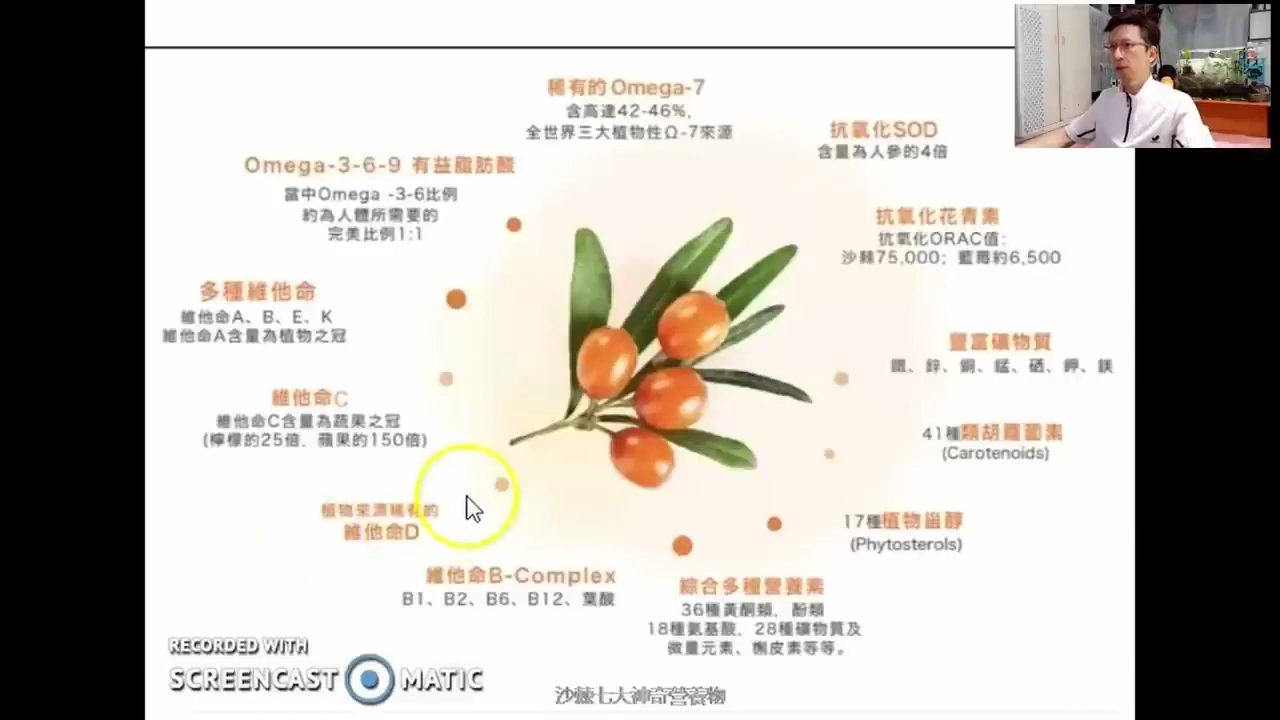 稀有的Omega-7
含高達42-46%,
全世界三大植物性Ω-7來源
抗氧化SOD
含量為人參的4倍
Omega-3-6-9 有益脂肪酸
當中Omega -3-6比例
約為人體所需要的
完美比例1:1
抗氧化花青素
抗氧化ORAC值:
沙棘75,000; 藍莓約6,500
多種維他命
維他命A、B、E、K
維他命A含量為植物之冠
豐富礦物質
鐵、鋅、銅、錳、硒、鉀、鎂
維他命C
維他命C含量為蔬果之冠
(檸檬的25倍, 蘋果的150倍)
41種類胡蘿蔔素
(Carotenoids)
植物來源稀有的
維他命D
17種植物甾醇
(Phytosterols)
維他命B-Complex
B1、B2、B6、B12、葉酸
綜合多種營養素
36種黃酮類, 酚類
18種氨基酸, 28種礦物質及
微量元素、槲皮素等等。
RECORDED WITH
SCREENCAST MATIC
沙棘七大神奇營養物